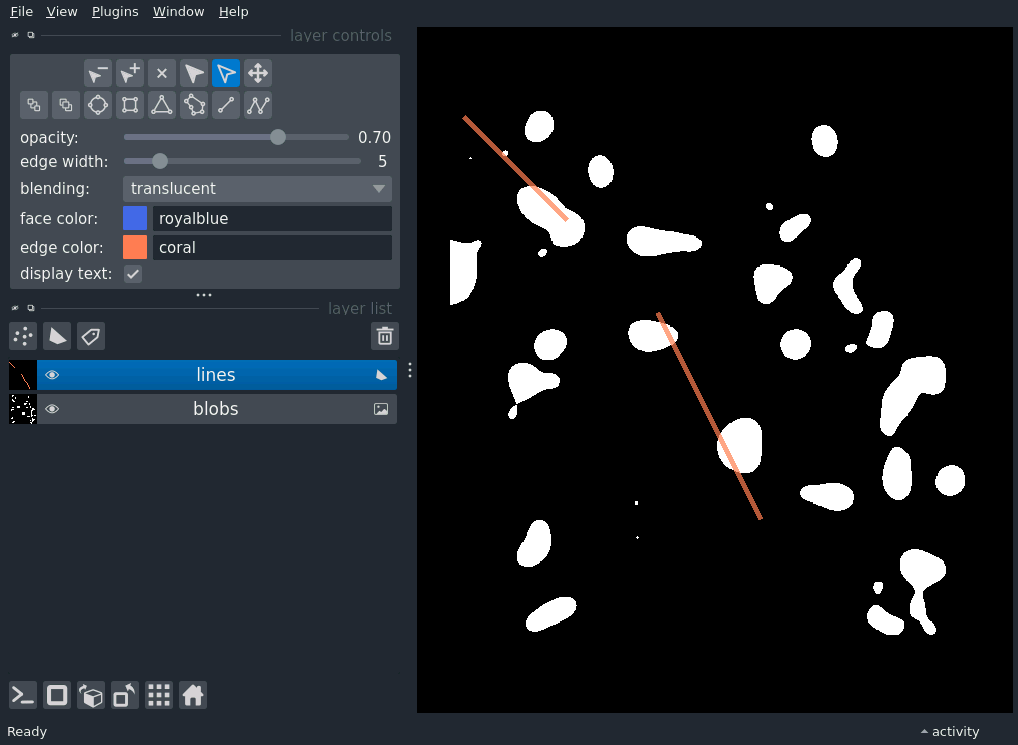 File View Plugins Window Help
layer controls
opacity: 0.70
edge width: 5
blending: translucent
face color: royalblue
edge color: coral
display text:
layer list
lines
blobs
Ready activity